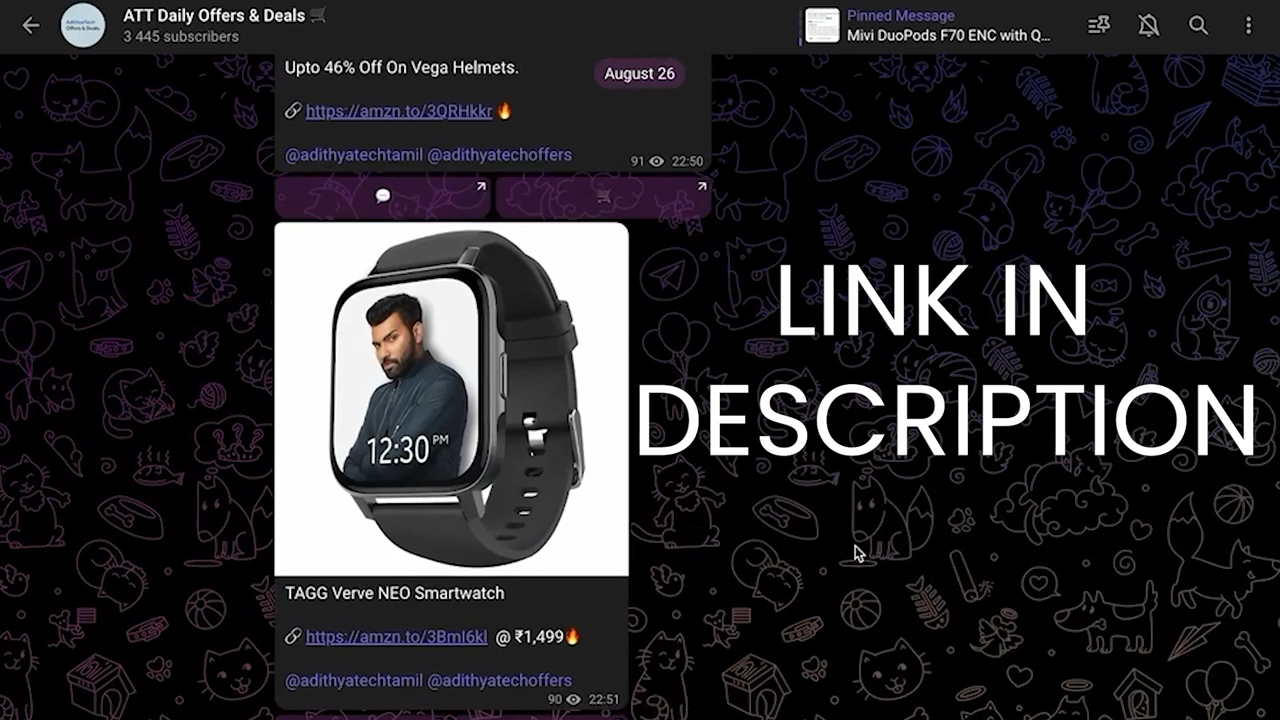 ATT Daily Offers & Deals 🛒
3 445 subscribers
Pinned Message
Mivi DuoPods F70 ENC with Q...
Upto 46% Off On Vega Helmets.
August 26
🔗 https://amzn.to/3QRHkkr 🔥
@adithyatechtamil @adithyatechoffers
91 22:50
LINK IN
DESCRIPTION
12:30 PM
TAGG Verve NEO Smartwatch
🔗 https://amzn.to/3BmI6kl @ ₹1,499🔥
@adithyatechtamil @adithyatechoffers
90 22:51